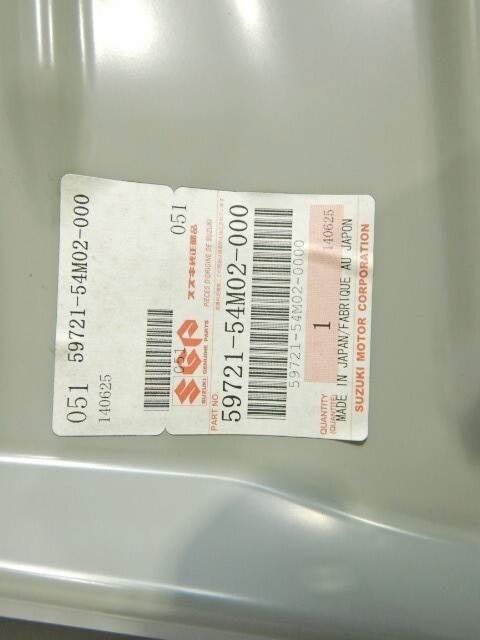 051 59721-54M02-000
140625
051
スズキ純正部品
051
SUZUKI GENUINE PARTS
PIECES D'ORIGINE DE SUZUKI
PART NO.
59721-54M02-000
59721-54M02-0000
QUANTITY
(QUANTITE)
1
140625
MADE IN JAPAN/FABRIQUE AU JAPON
SUZUKI MOTOR CORPORATION